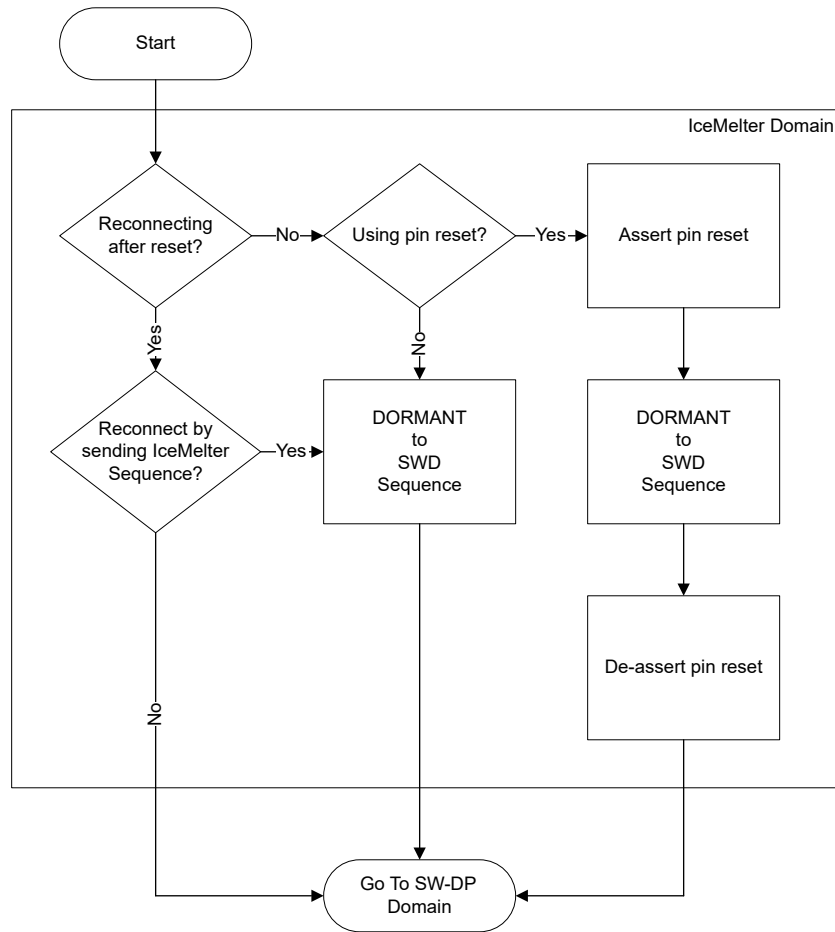 Start
IceMelter Domain
Reconnecting
after reset?
No
Using pin reset?
Yes
Assert pin reset
Yes
No
Reconnect by
sending IceMelter
Sequence?
Yes
DORMANT
to
SWD
Sequence
DORMANT
to
SWD
Sequence
De-assert pin reset
No
Go To SW-DP
Domain